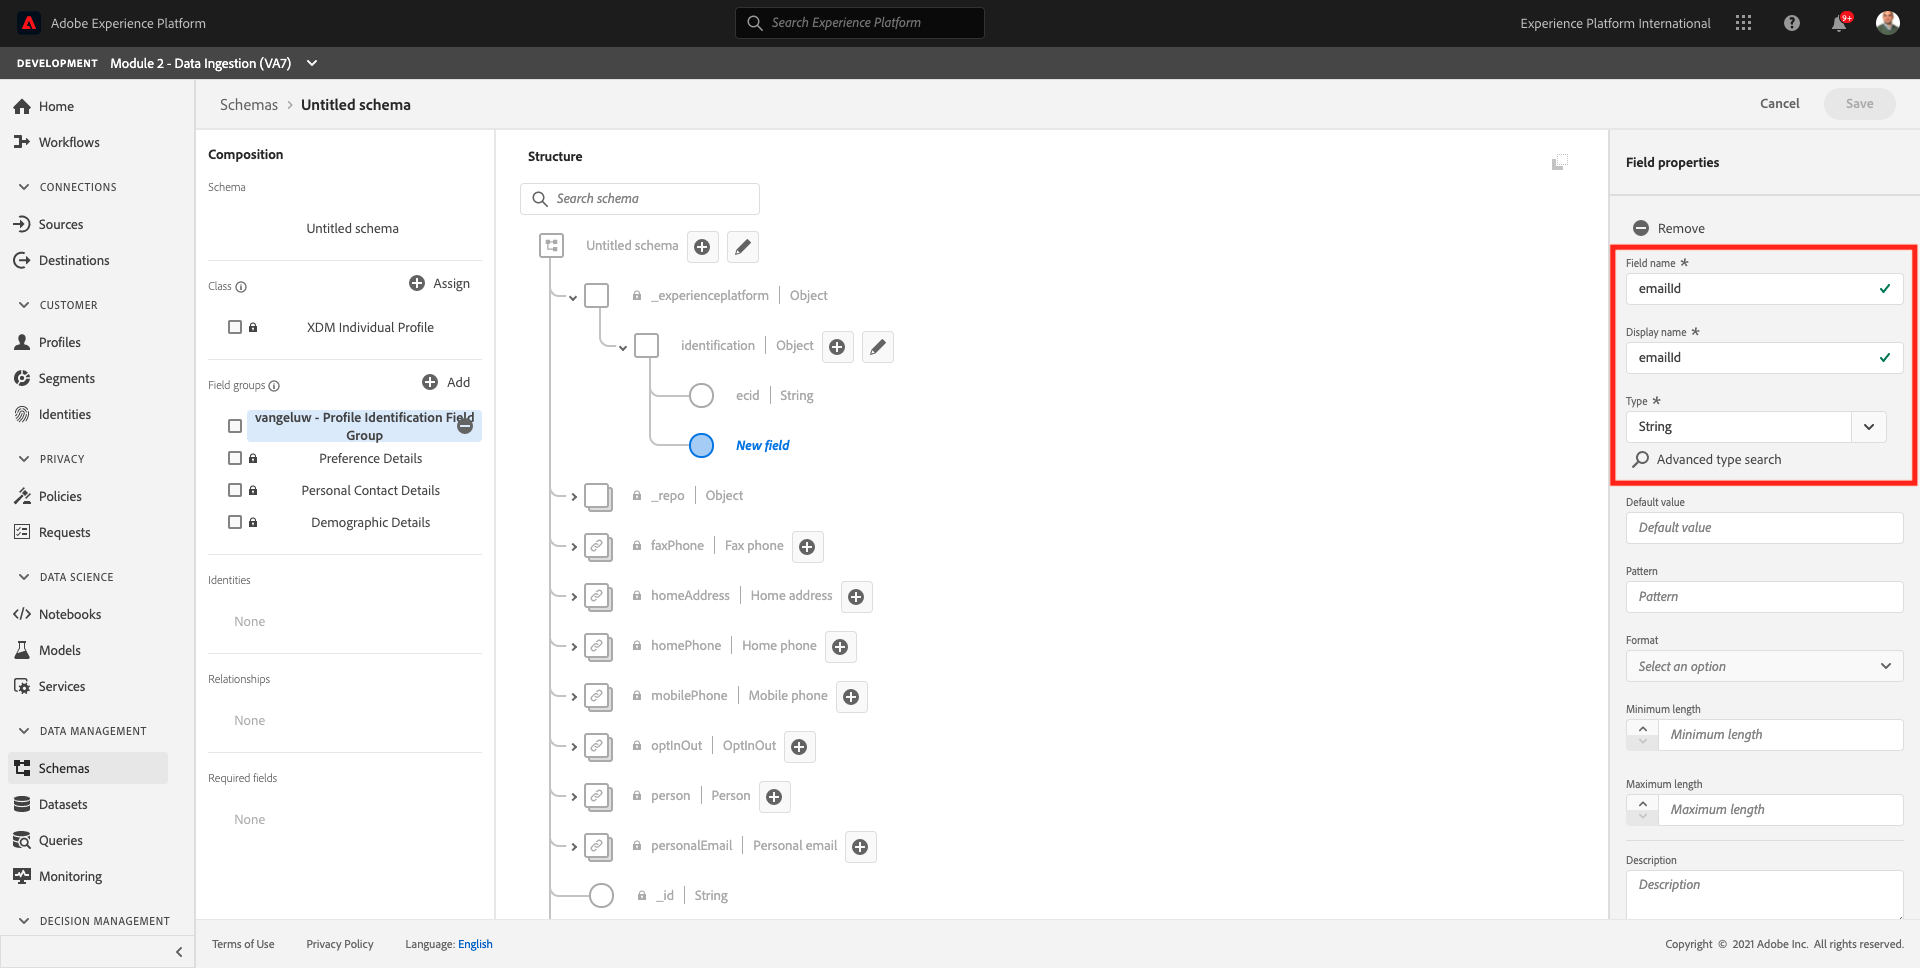 Adobe Experience Platform
Search Experience Platform
Experience Platform International
9+
DEVELOPMENT Module 2 - Data Ingestion (VA7)
Home
Workflows
CONNECTIONS
Sources
Destinations
CUSTOMER
Profiles
Segments
Identities
PRIVACY
Policies
Requests
DATA SCIENCE
Notebooks
Models
Services
DATA MANAGEMENT
Schemas
Datasets
Queries
Monitoring
DECISION MANAGEMENT
Schemas > Untitled schema
Cancel
Save
Composition
Schema
Untitled schema
Class
Assign
XDM Individual Profile
Field groups
Add
vangeluw - Profile Identification Field
Group
Preference Details
Personal Contact Details
Demographic Details
Identities
None
Relationships
None
Required fields
None
Structure
Search schema
Untitled schema
_experienceplatform | Object
identification | Object
ecid | String
New field
_repo | Object
faxPhone | Fax phone
homeAddress | Home address
homePhone | Home phone
mobilePhone | Mobile phone
optInOut | OptInOut
person | Person
personalEmail | Personal email
_id | String
Field properties
Remove
Field name *
emailId
Display name *
emailId
Type *
String
Advanced type search
Default value
Default value
Pattern
Pattern
Format
Select an option
Minimum length
Minimum length
Maximum length
Maximum length
Description
Description
Terms of Use
Privacy Policy
Language: English
Copyright © 2021 Adobe Inc. All rights reserved.